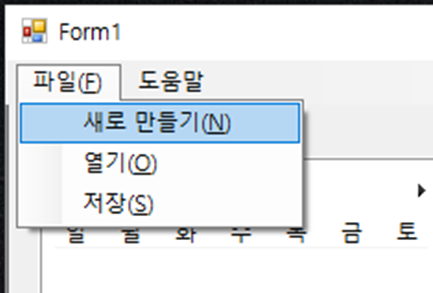 Form1
파일(F) 도움말
새로 만들기(N)
열기(O)
저장(S)
일 월 화 수 목 금 토